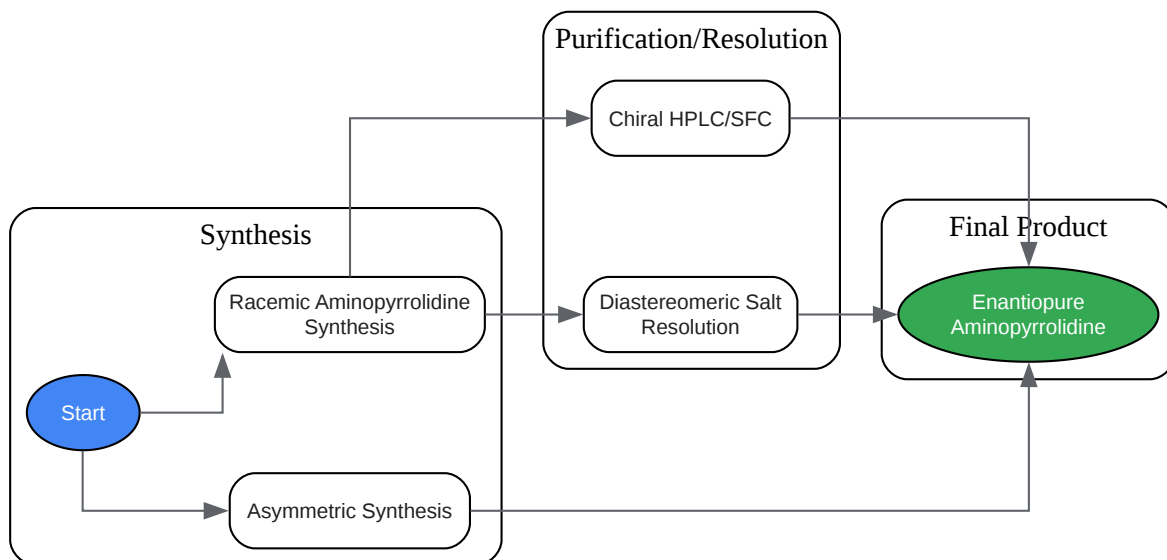 Purification/Resolution
Chiral HPLC/SFC
Synthesis
Final Product
Racemic Aminopyrrolidine
Synthesis
Diastereomeric Salt
Resolution
Enantiopure
Aminopyrrolidine
Start
Asymmetric Synthesis